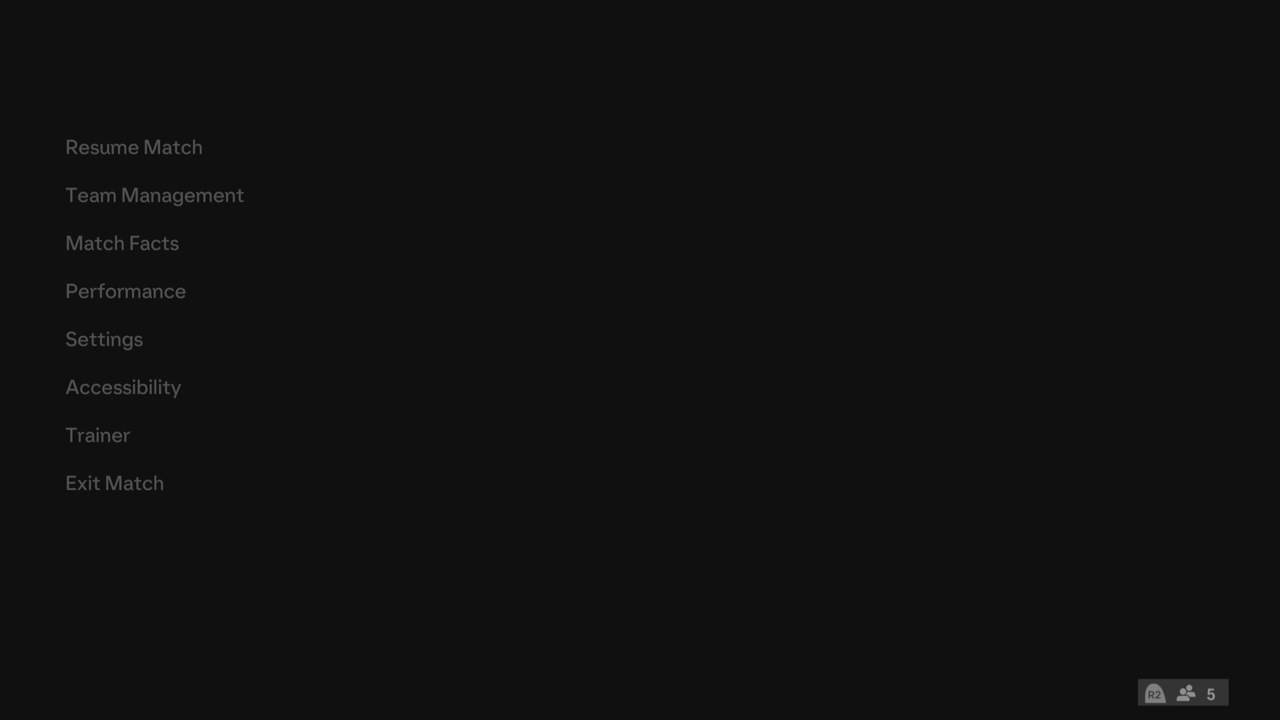 Resume Match
Team Management
Match Facts
Performance
Settings
Accessibility
Trainer
Exit Match
R2 5